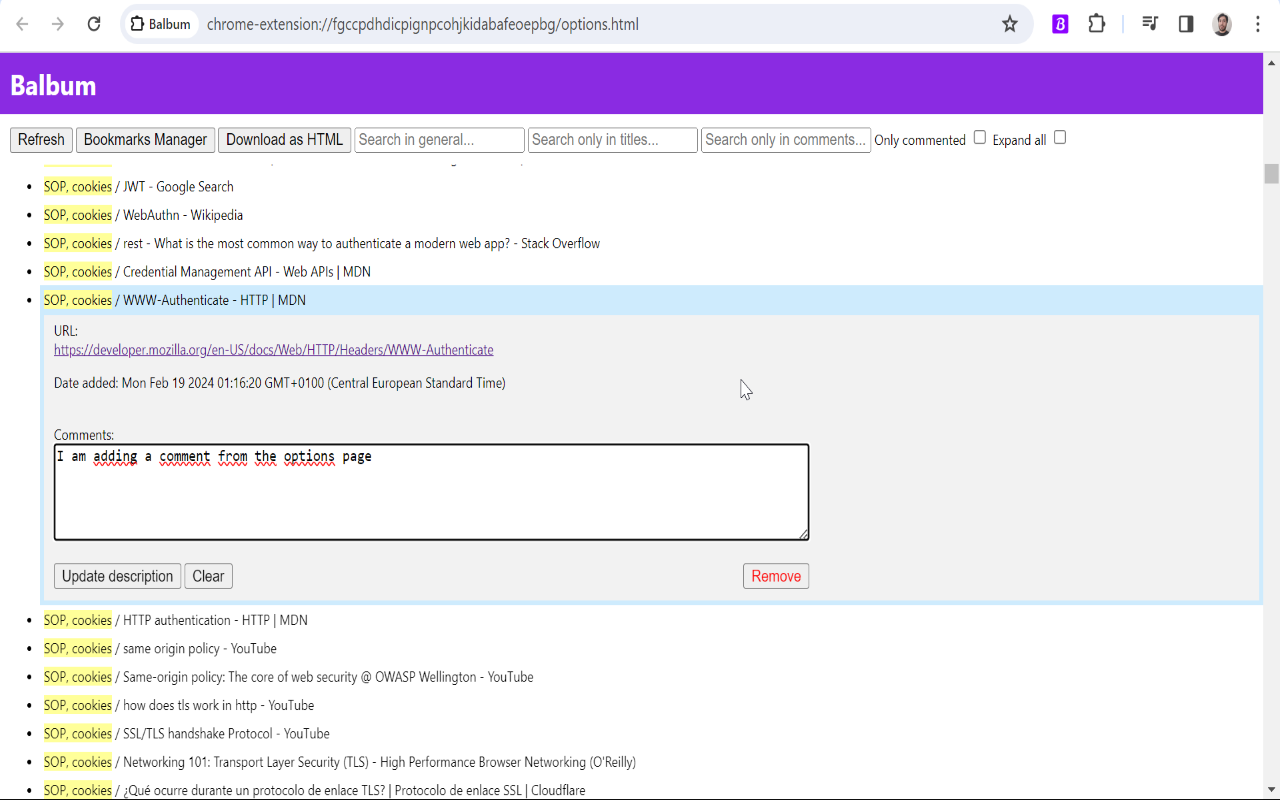 Balbum chrome-extension://fgccpdhdicpignpcohjkidabafeoepbg/options.html
Balbum
Refresh Bookmarks Manager Download as HTML Search in general... Search only in titles... Search only in comments... Only commented Expand all
SOP, cookies / JWT - Google Search
SOP, cookies / WebAuthn - Wikipedia
SOP, cookies / rest - What is the most common way to authenticate a modern web app? - Stack Overflow
SOP, cookies / Credential Management API - Web APIs | MDN
SOP, cookies / WWW-Authenticate - HTTP | MDN
URL:
https://developer.mozilla.org/en-US/docs/Web/HTTP/Headers/WWW-Authenticate
Date added: Mon Feb 19 2024 01:16:20 GMT+0100 (Central European Standard Time)
Comments:
I am adding a comment from the options page
Update description Clear Remove
SOP, cookies / HTTP authentication - HTTP | MDN
SOP, cookies / same origin policy - YouTube
SOP, cookies / Same-origin policy: The core of web security @ OWASP Wellington - YouTube
SOP, cookies / how does tls work in http - YouTube
SOP, cookies / SSL/TLS handshake Protocol - YouTube
SOP, cookies / Networking 101: Transport Layer Security (TLS) - High Performance Browser Networking (O'Reilly)
SOP, cookies / ¿Qué ocurre durante un protocolo de enlace TLS? | Protocolo de enlace SSL | Cloudflare